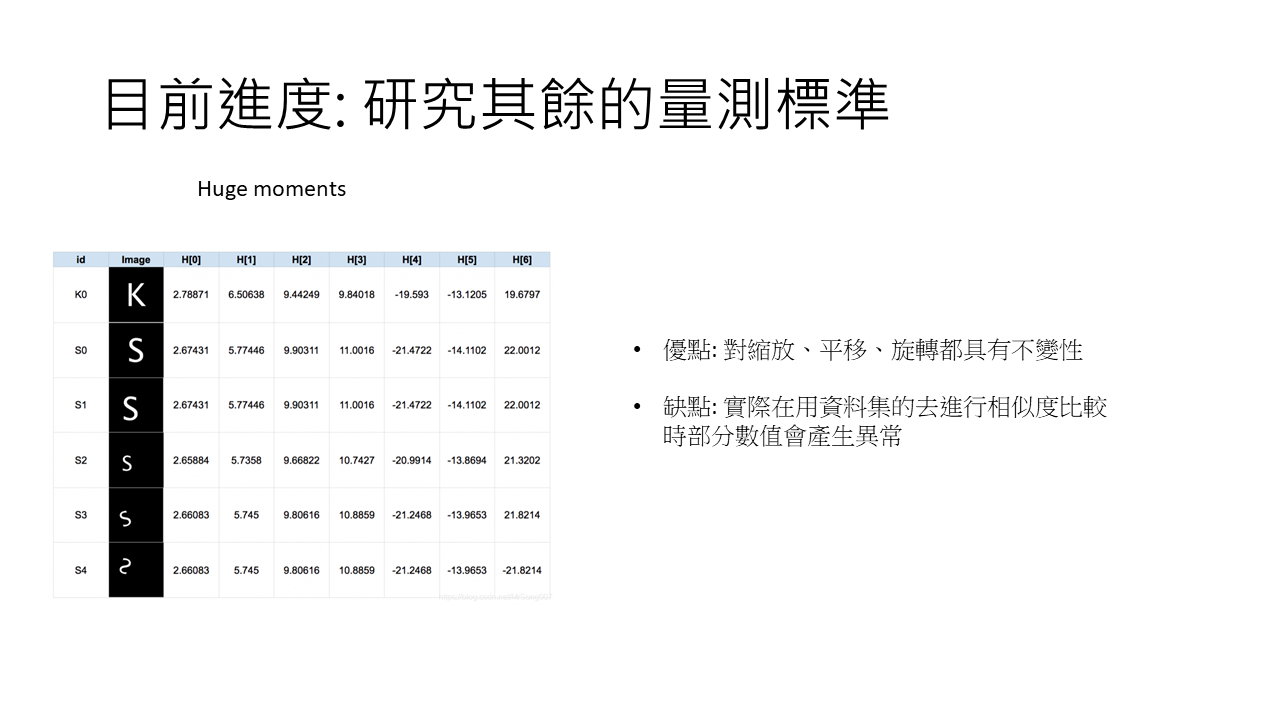 目前進度: 研究其餘的量測標準
Huge moments
id Image H[0] H[1] H[2] H[3] H[4] H[5] H[6]
K0 K 2.78871 6.50638 9.44249 9.84018 -19.593 -13.1205 19.6797
S0 S 2.67431 5.77446 9.90311 11.0016 -21.4722 -14.1102 22.0012
S1 S 2.67431 5.77446 9.90311 11.0016 -21.4722 -14.1102 22.0012
S2 S 2.65884 5.7358 9.66822 10.7427 -20.9914 -13.8694 21.3202
S3 S 2.66083 5.745 9.80616 10.8859 -21.2468 -13.9653 21.8214
S4 S 2.66083 5.745 9.80616 10.8859 -21.2468 -13.9653 -21.8214
• 優點: 對縮放、平移、旋轉都具有不變性
• 缺點: 實際在用資料集的去進行相似度比較
時部分數值會產生異常